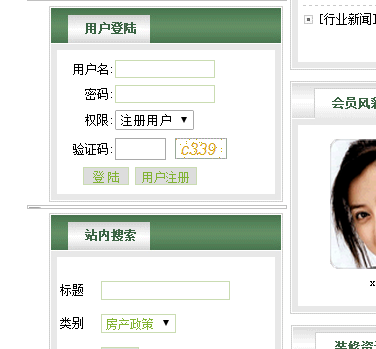 用户登陆
用户名:
密码:
权限: 注册用户
验证码: c339
登 陆 用户注册
站内搜索
标题
类别 房产政策
[行业新闻]
会员风
x
装修资